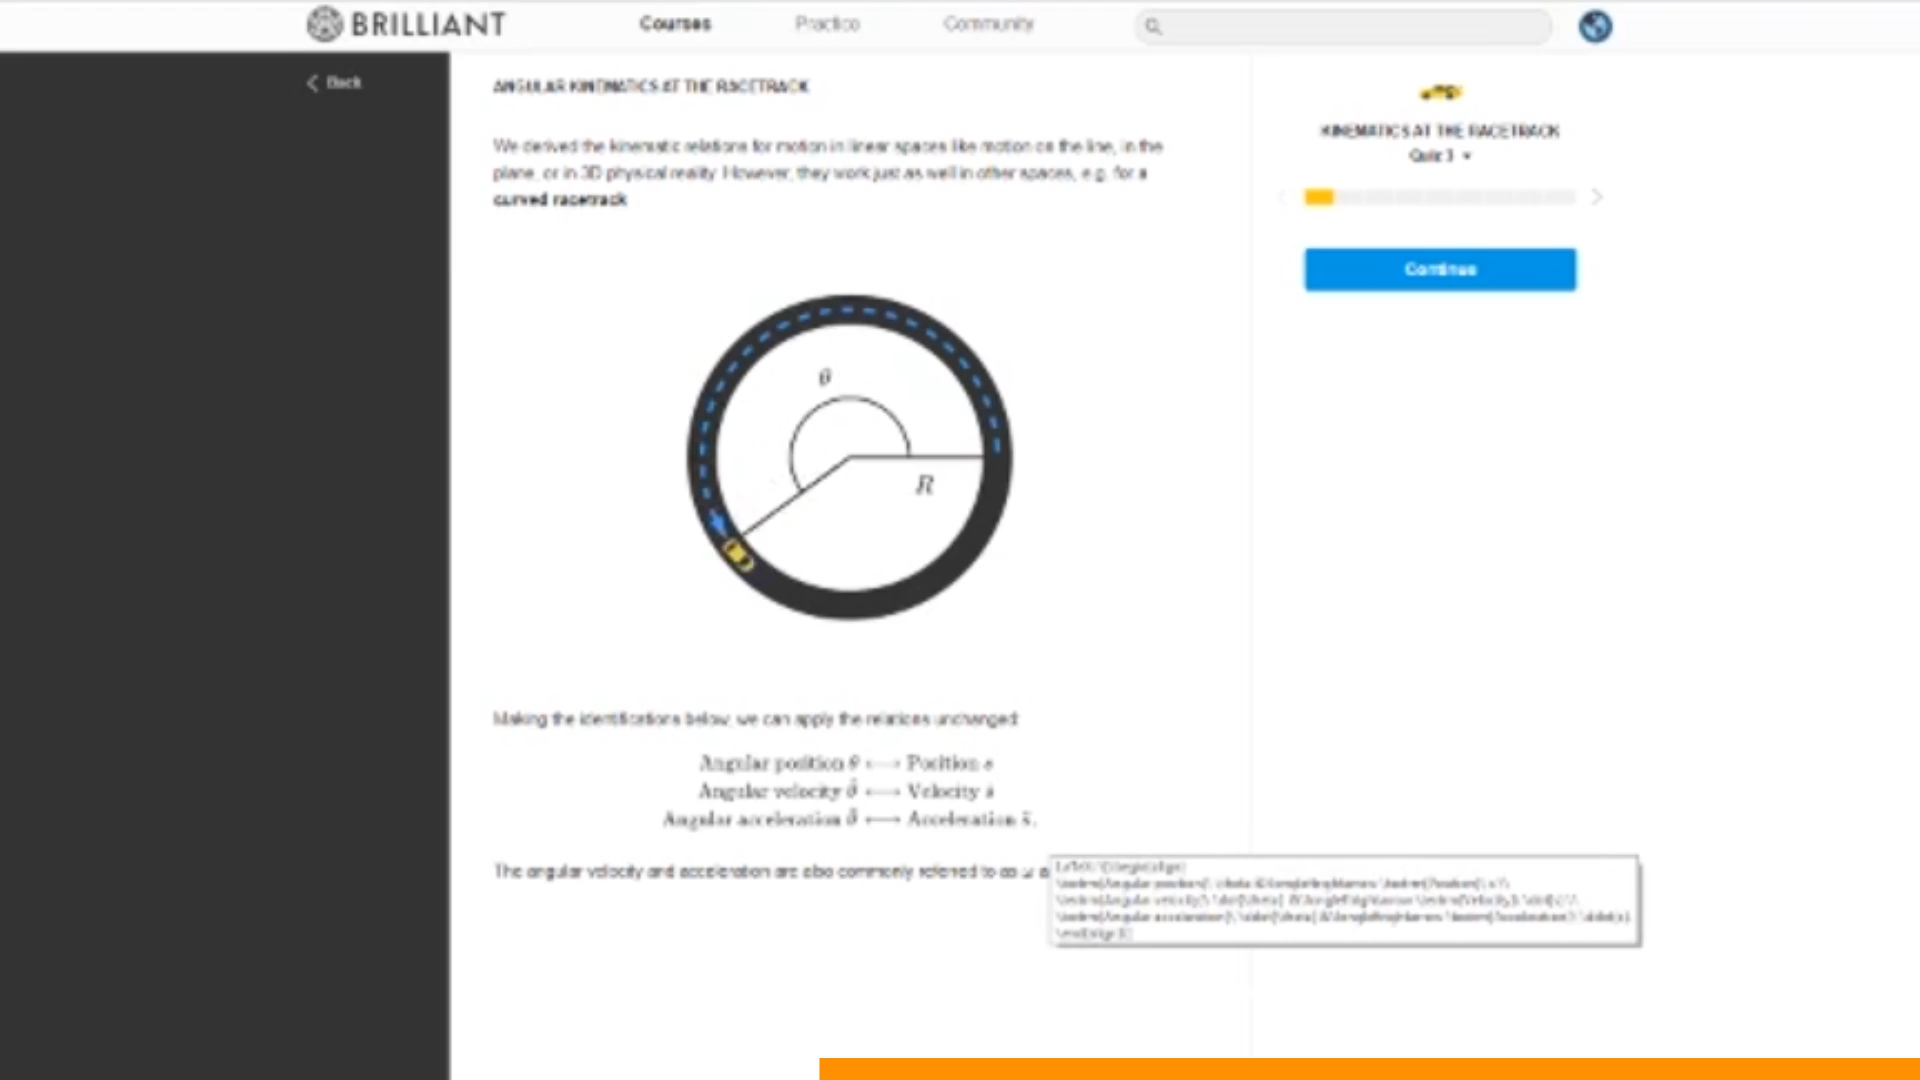 BRILLIANT
Courses
Practice
Community
Back
ANGULAR KINEMATICS AT THE RACETRACK
We derived the kinematic relations for motion in linear spaces like motion on the line, in the
plane, or in 3D physical reality. However, they work just as well in other spaces, e.g. for a
curved racetrack
θ
R
Making the identifications below, we can apply the relations unchanged:
Angular position θ ⟷ Position s
Angular velocity θ̇ ⟷ Velocity ṡ
Angular acceleration θ̈ ⟷ Acceleration s̈.
The angular velocity and acceleration are also commonly referred to as ω
KINEMATICS AT THE RACETRACK
Quiz 3
Continue